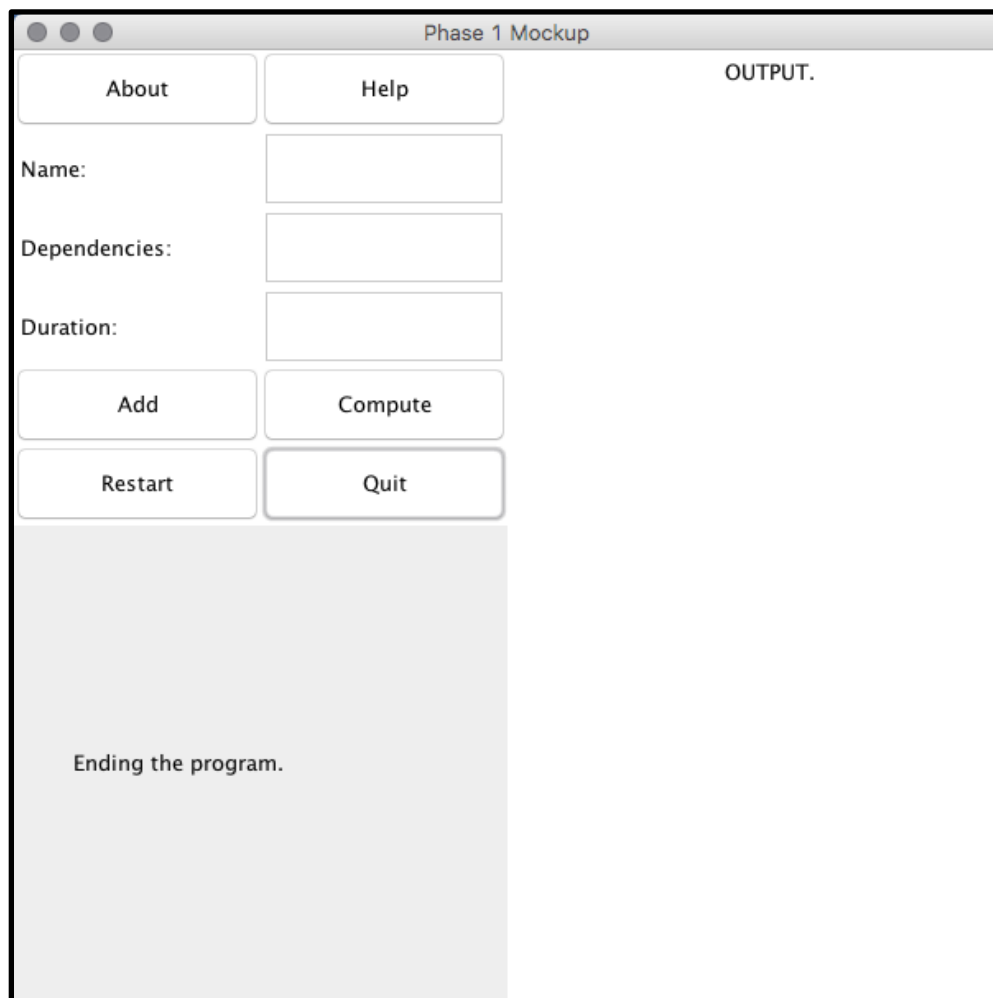 Phase 1 Mockup
About Help
OUTPUT.
Name:
Dependencies:
Duration:
Add Compute
Restart Quit
Ending the program.